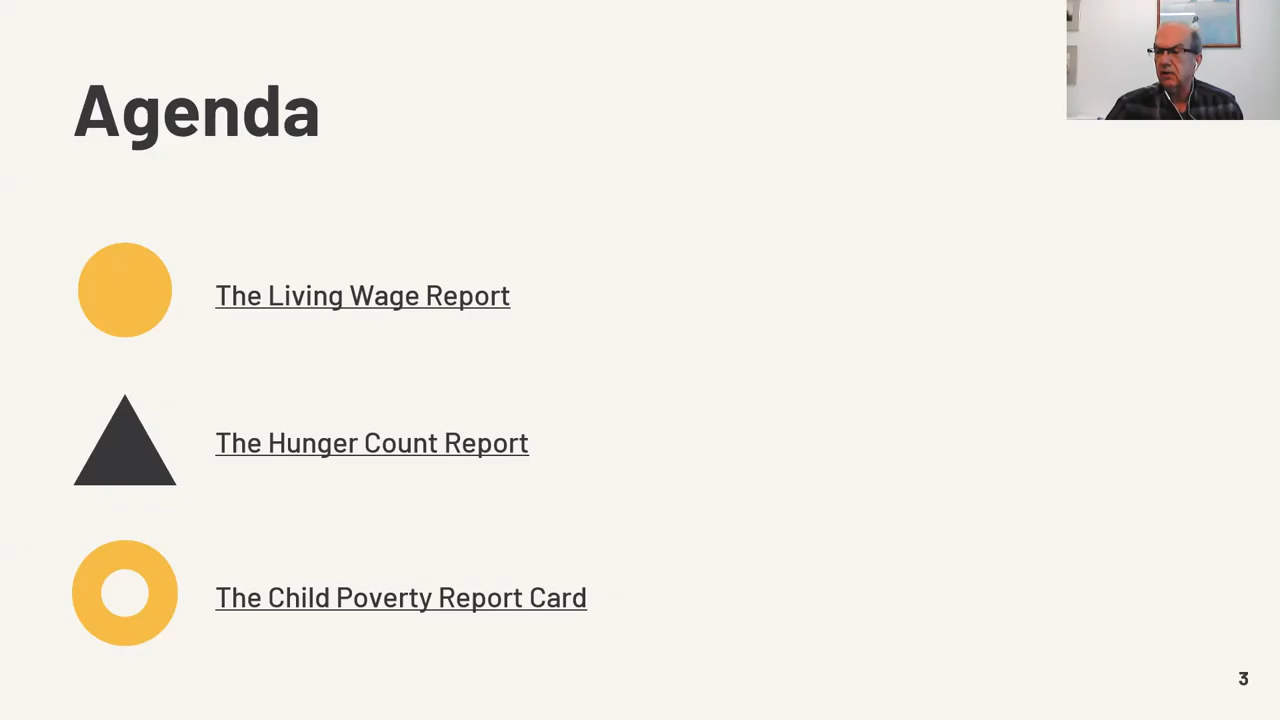 Agenda
The Living Wage Report
The Hunger Count Report
The Child Poverty Report Card
3